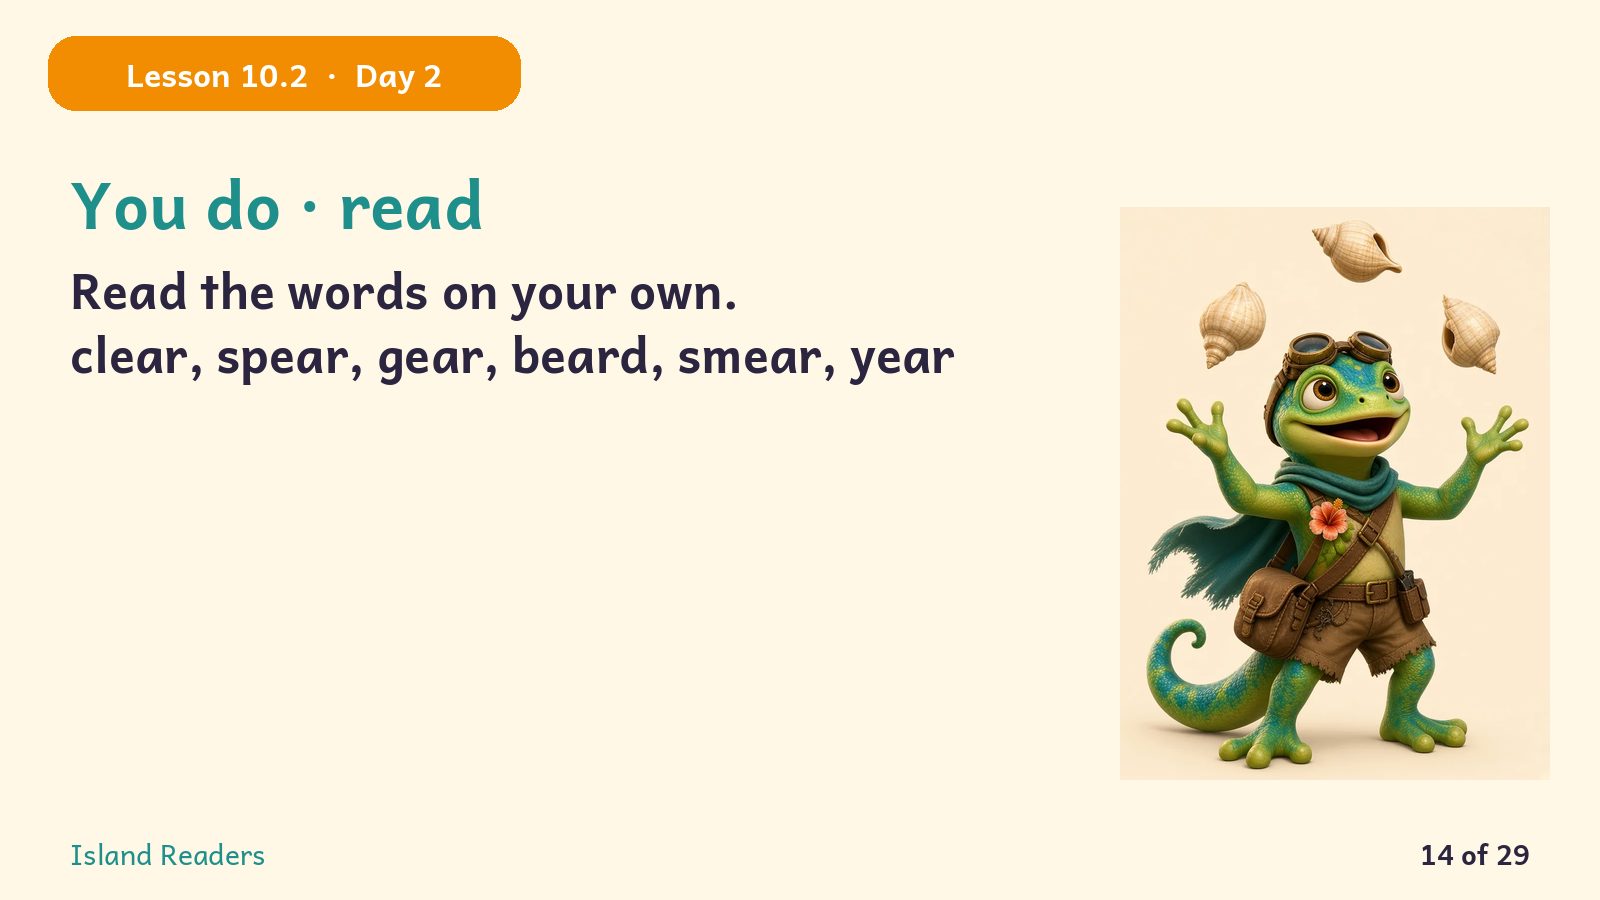 Lesson 10.2 · Day 2
You do · read
Read the words on your own.
clear, spear, gear, beard, smear, year
Island Readers
14 of 29